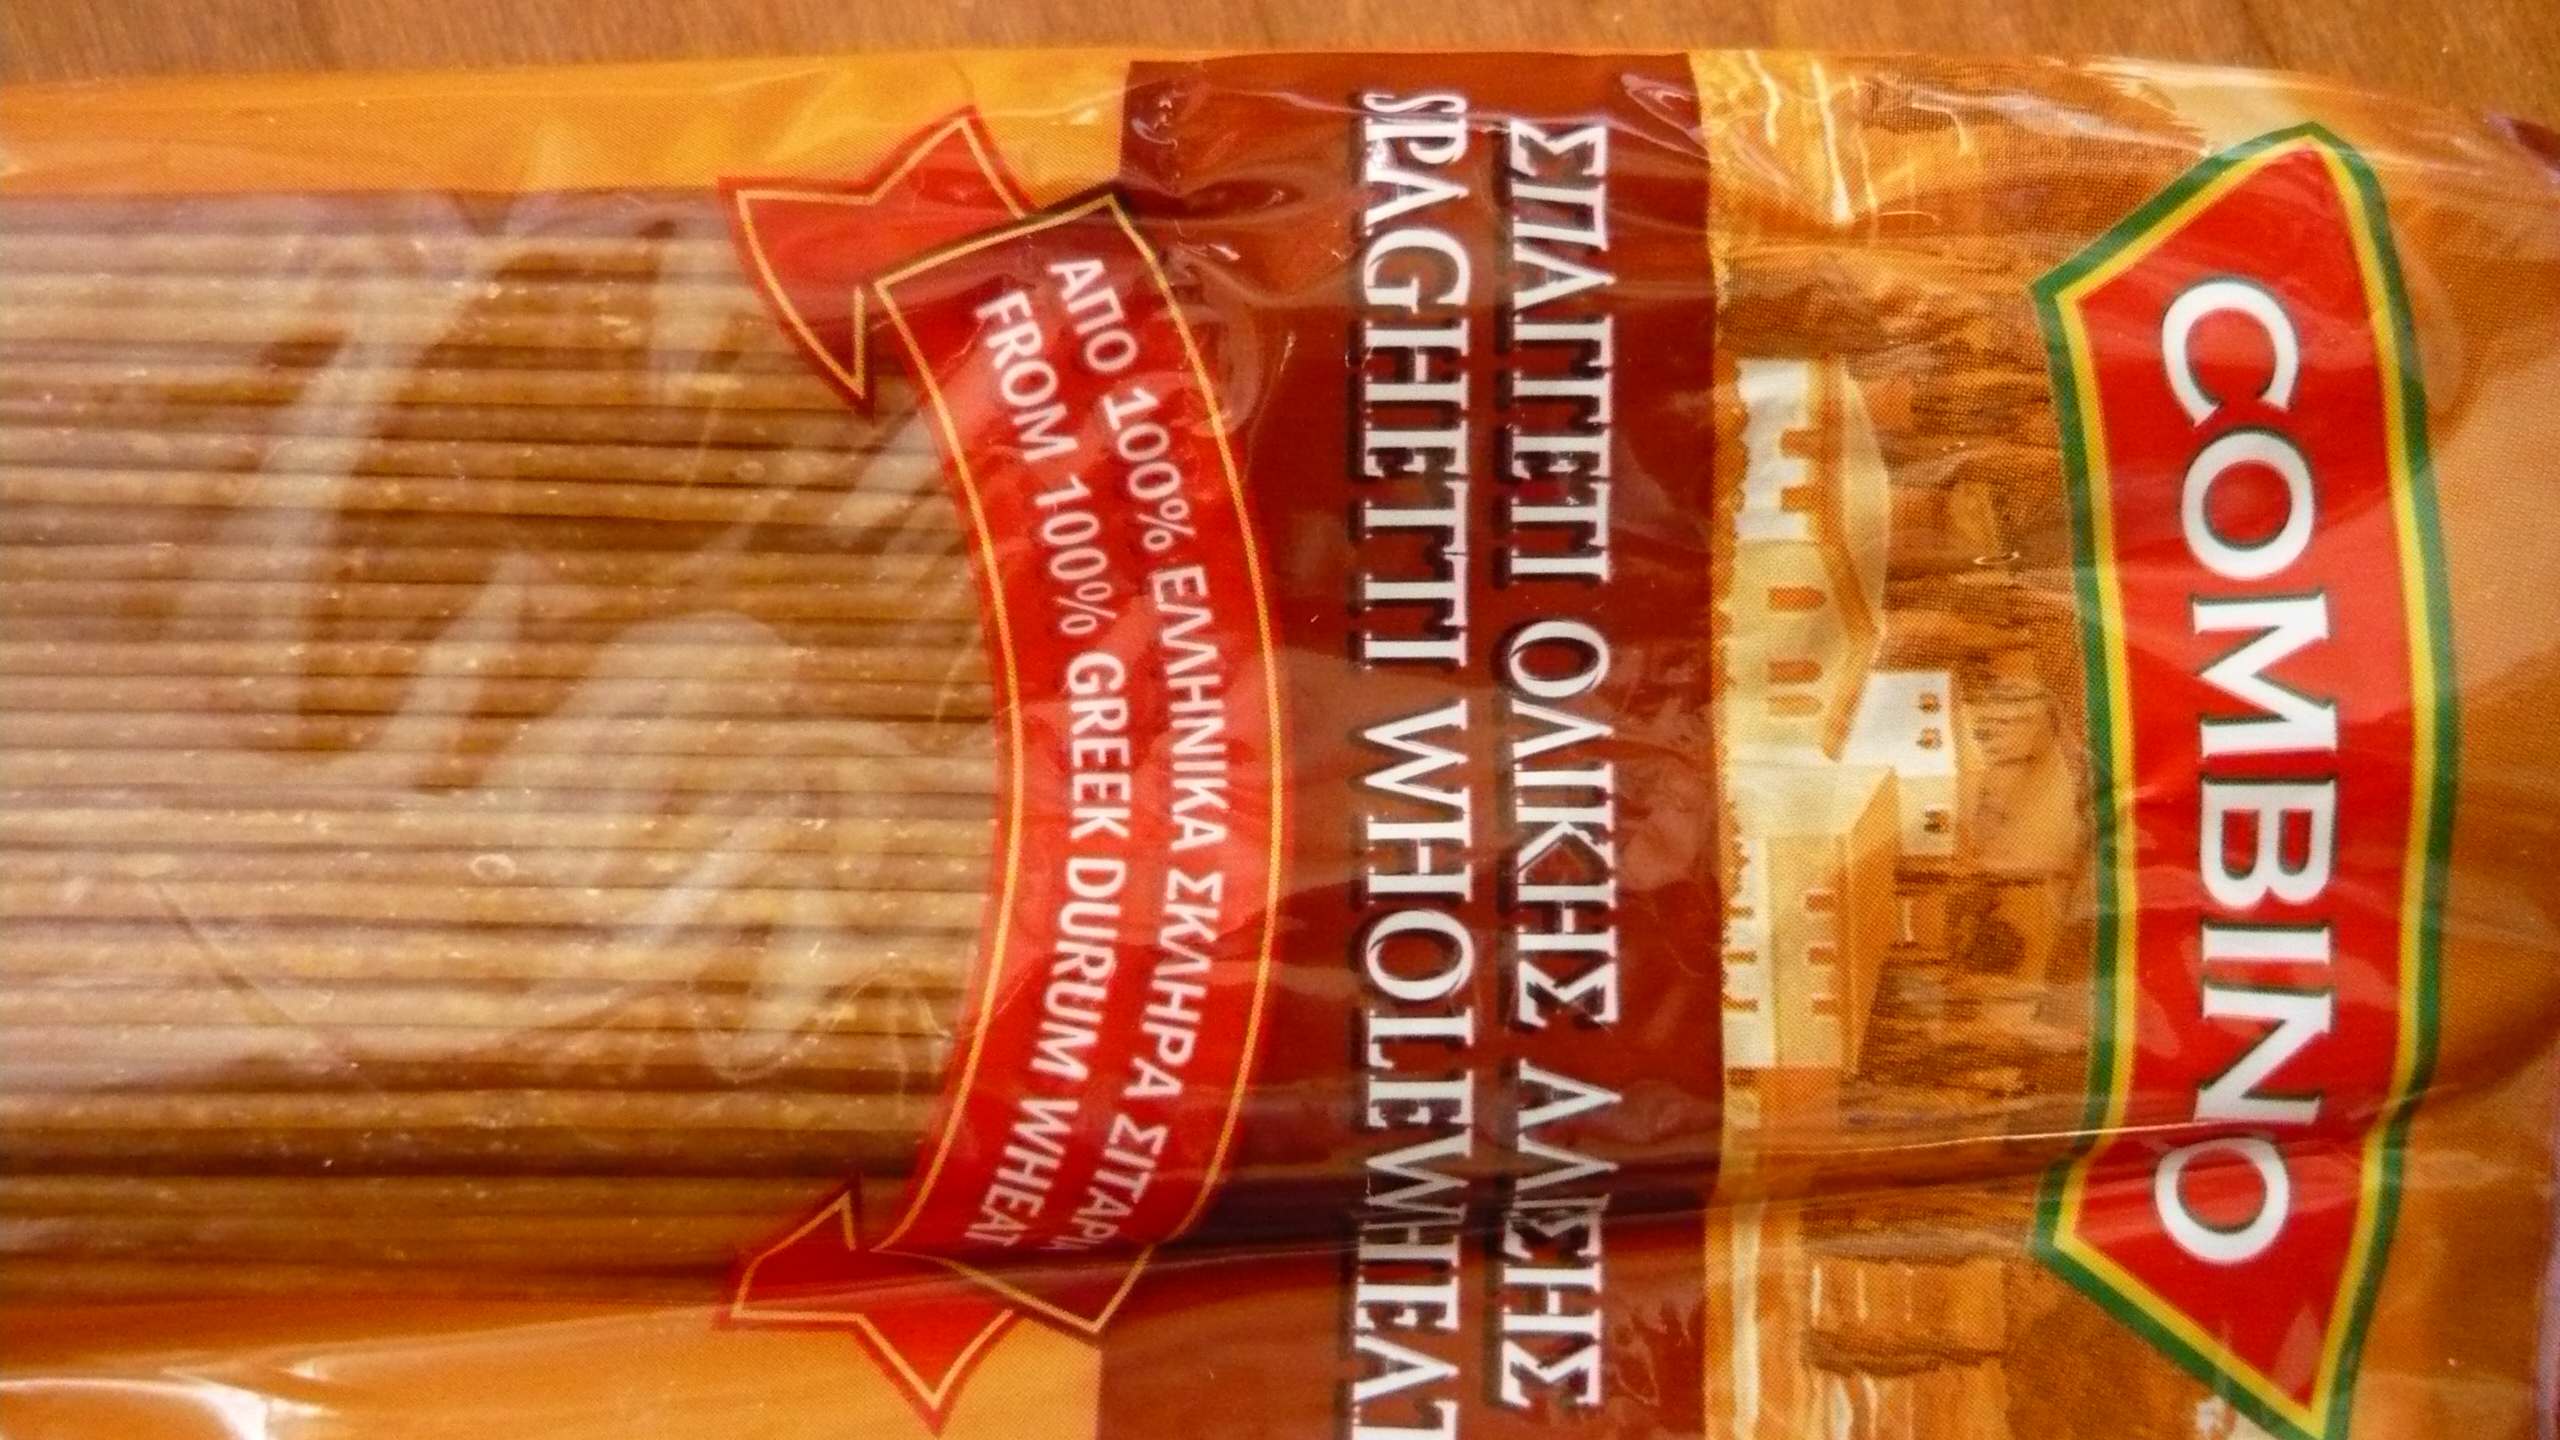 COMBINO
ΣΠΑΓΓΕΤΙ ΟΛΙΚΗΣ ΑΛΕΣΗΣ
SPAGHETTI WHOLEWHEAT
ΑΠΟ 100% ΕΛΛΗΝΙΚΑ ΣΚΛΗΡΑ ΣΙΤΑΡΙΑ
FROM 100% GREEK DURUM WHEAT